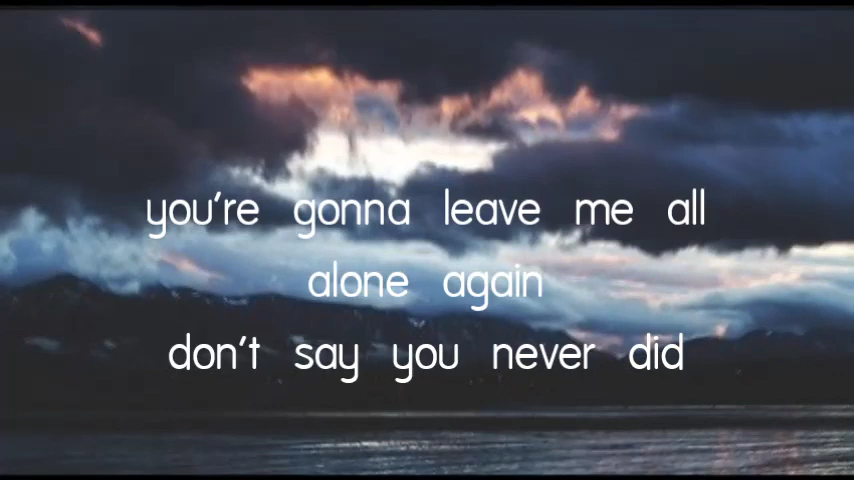 you're gonna leave me all
alone again
don't say you never did